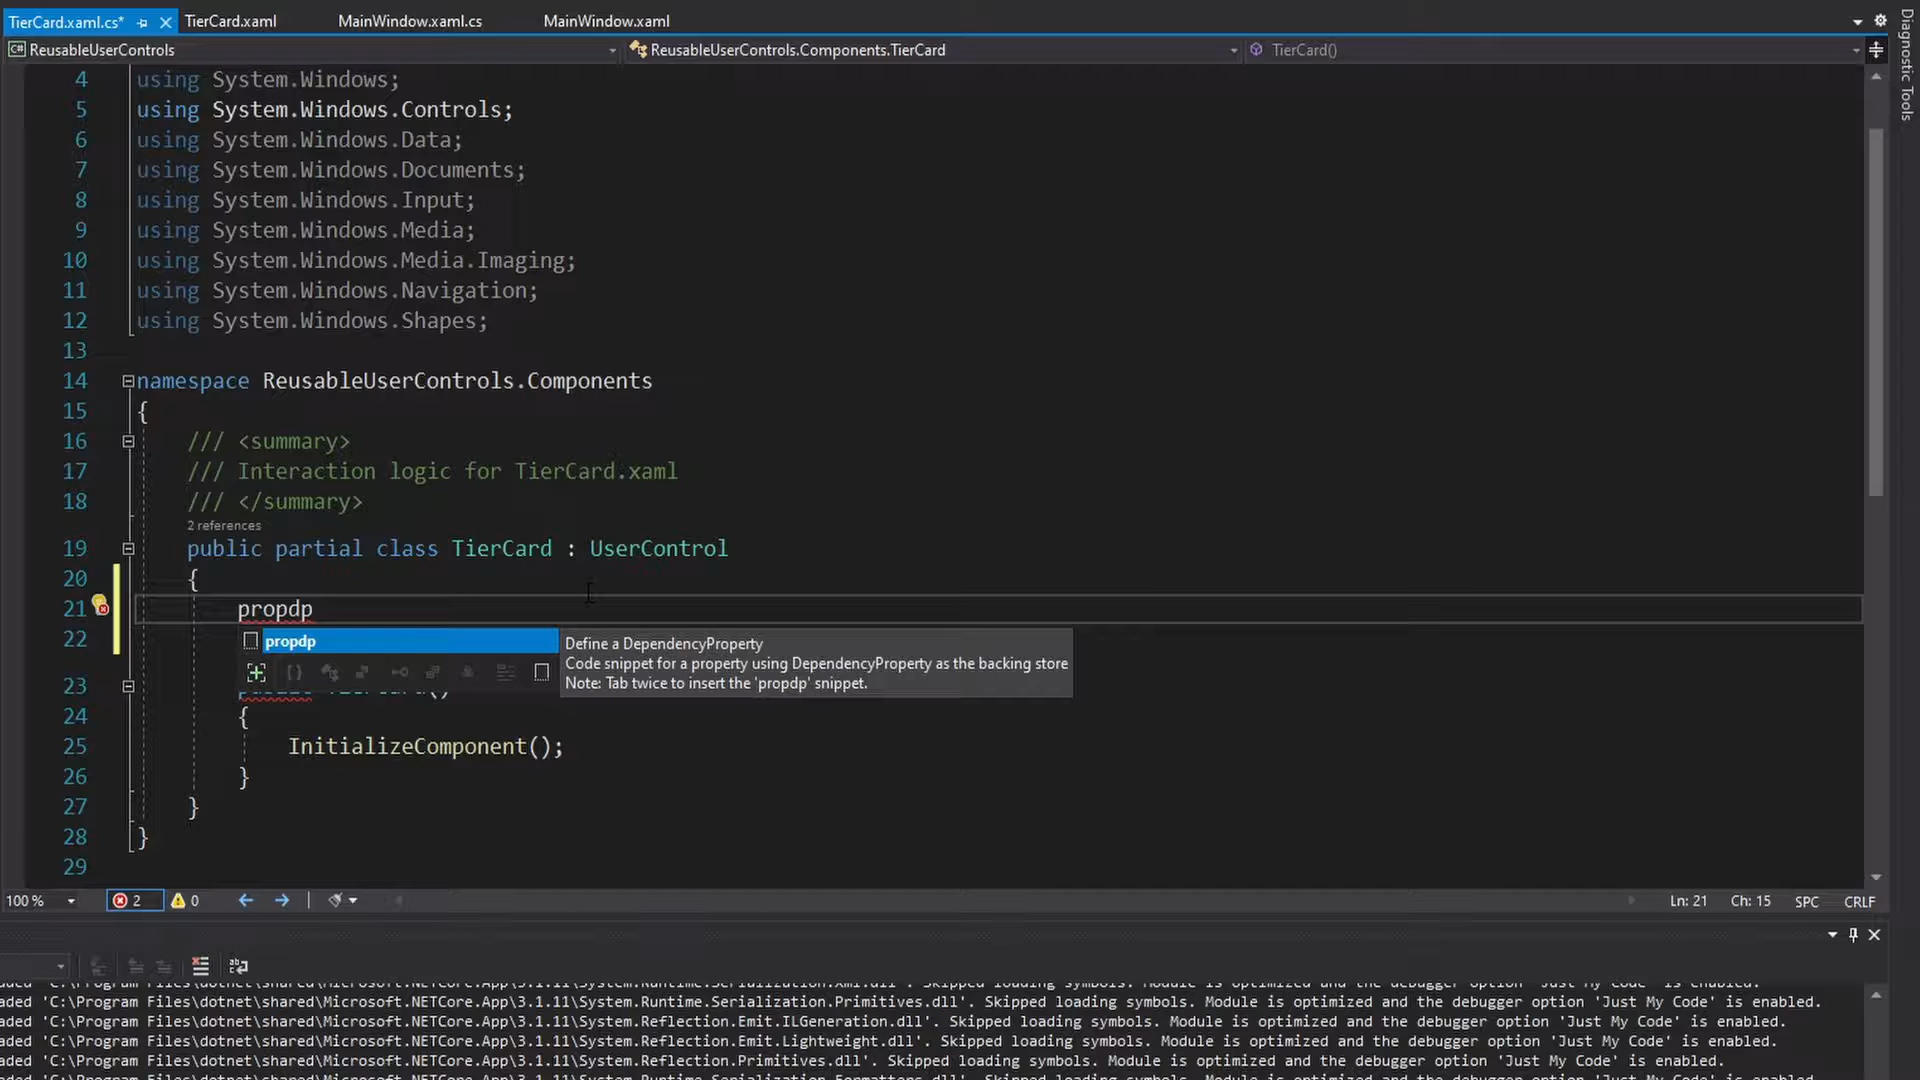 TierCard.xaml.cs*
TierCard.xaml
MainWindow.xaml.cs
MainWindow.xaml
Diagnostic Tools
C# ReusableUserControls
ReusableUserControls.Components.TierCard
TierCard()
4 using System.Windows;
5 using System.Windows.Controls;
6 using System.Windows.Data;
7 using System.Windows.Documents;
8 using System.Windows.Input;
9 using System.Windows.Media;
10 using System.Windows.Media.Imaging;
11 using System.Windows.Navigation;
12 using System.Windows.Shapes;
13
14 namespace ReusableUserControls.Components
15 {
16 /// <summary>
17 /// Interaction logic for TierCard.xaml
18 /// </summary>
2 references
19 public partial class TierCard : UserControl
20 {
21 propdp
22
propdp
Define a DependencyProperty
Code snippet for a property using DependencyProperty as the backing store
Note: Tab twice to insert the 'propdp' snippet.
23
24 {
25 InitializeComponent();
26 }
27 }
28 }
29
100 %
2
0
Ln: 21
Ch: 15
SPC
CRLF
aded 'C:\Program Files\dotnet\shared\Microsoft.NETCore.App\3.1.11\System.Runtime.Serialization.Primitives.dll'. Skipped loading symbols. Module is optimized and the debugger option 'Just My Code' is enabled.
aded 'C:\Program Files\dotnet\shared\Microsoft.NETCore.App\3.1.11\System.Reflection.Emit.ILGeneration.dll'. Skipped loading symbols. Module is optimized and the debugger option 'Just My Code' is enabled.
aded 'C:\Program Files\dotnet\shared\Microsoft.NETCore.App\3.1.11\System.Reflection.Emit.Lightweight.dll'. Skipped loading symbols. Module is optimized and the debugger option 'Just My Code' is enabled.
aded 'C:\Program Files\dotnet\shared\Microsoft.NETCore.App\3.1.11\System.Reflection.Primitives.dll'. Skipped loading symbols. Module is optimized and the debugger option 'Just My Code' is enabled.